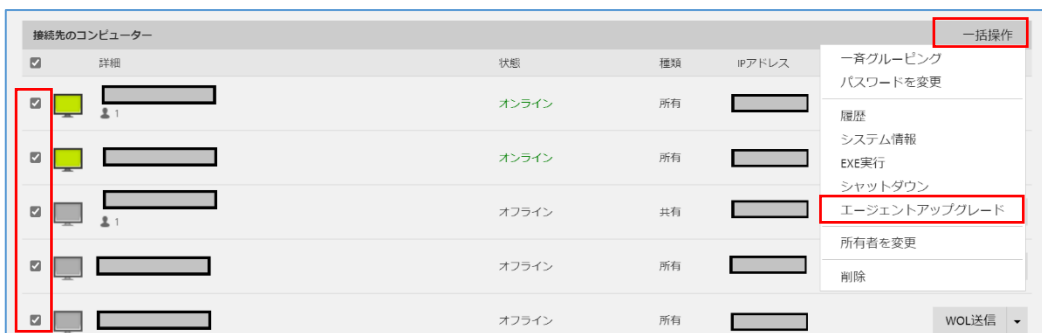 接続先のコンピューター 一括操作
詳細 状態 種類 IPアドレス
一斉グルーピング
パスワードを変更
履歴
システム情報
EXE実行
シャットダウン
エージェントアップグレード
所有者を変更
削除
オンライン 所有
1
オンライン 所有
オフライン 共有
1
オフライン 所有
オフライン 所有 WOL送信